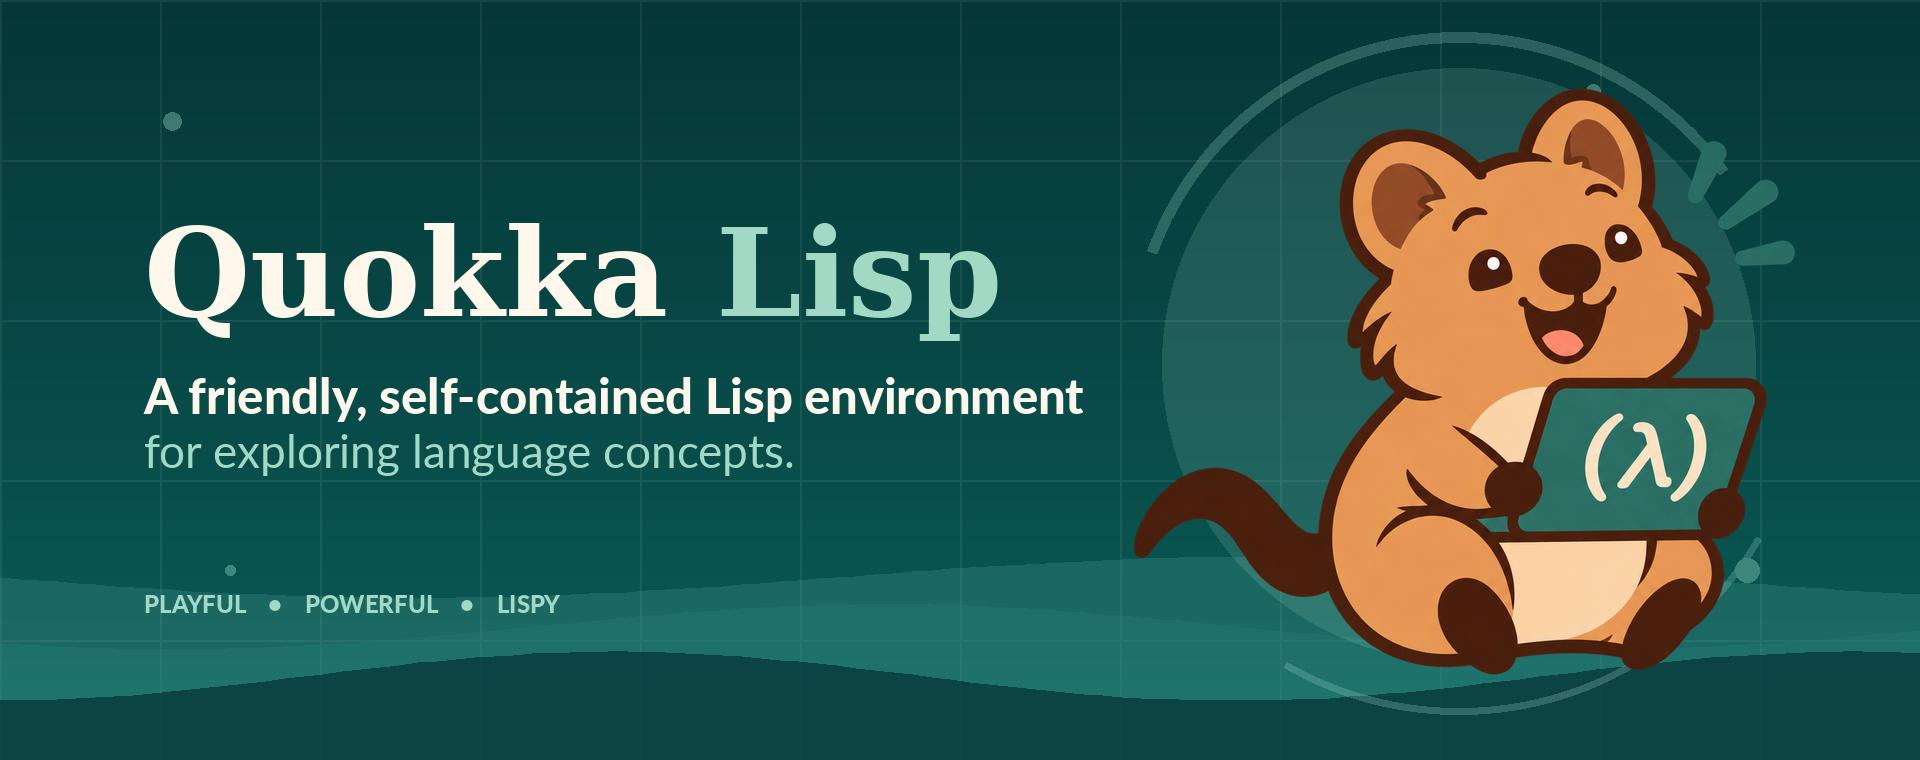 Quokka Lisp
A friendly, self-contained Lisp environment
for exploring language concepts.
PLAYFUL • POWERFUL • LISPY
(λ)